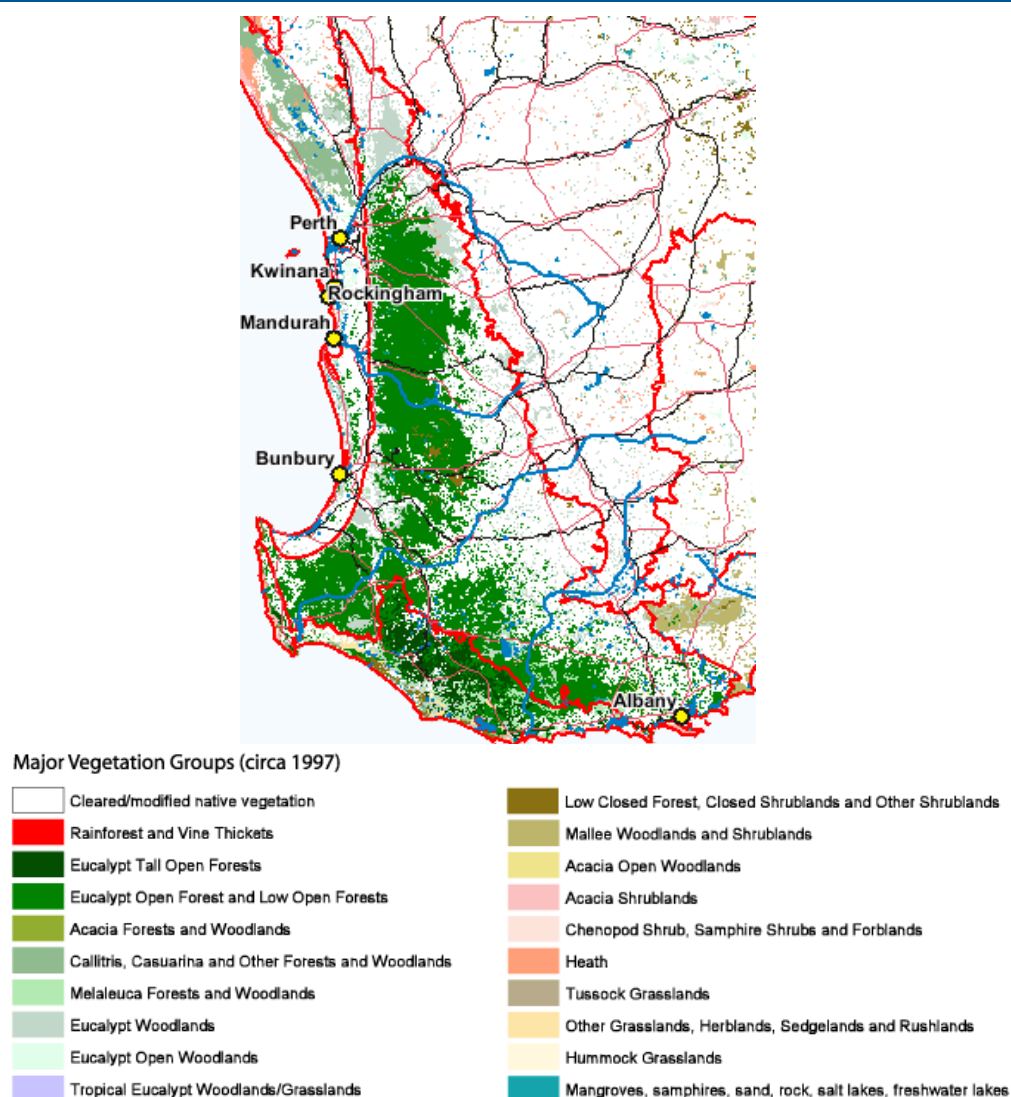 Perth
Kwinana
Rockingham
Mandurah
Bunbury
Albany
Major Vegetation Groups (circa 1997)
Cleared/modified native vegetation
Rainforest and Vine Thickets
Eucalypt Tall Open Forests
Eucalypt Open Forest and Low Open Forests
Acacia Forests and Woodlands
Callitris, Casuarina and Other Forests and Woodlands
Melaleuca Forests and Woodlands
Eucalypt Woodlands
Eucalypt Open Woodlands
Tropical Eucalypt Woodlands/Grasslands
Low Closed Forest, Closed Shrublands and Other Shrublands
Mallee Woodlands and Shrublands
Acacia Open Woodlands
Acacia Shrublands
Chenopod Shrub, Samphire Shrubs and Forblands
Heath
Tussock Grasslands
Other Grasslands, Herblands, Sedgelands and Rushlands
Hummock Grasslands
Mangroves, samphires, sand, rock, salt lakes, freshwater lakes